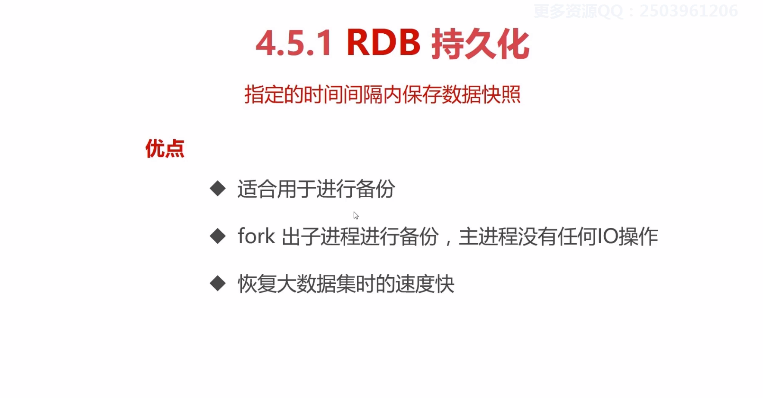 更多资源QQ：2503961206
4.5.1 RDB 持久化
指定的时间间隔内保存数据快照
优点
◆ 适合用于进行备份
◆ fork 出子进程进行备份，主进程没有任何IO操作
◆ 恢复大数据集时的速度快